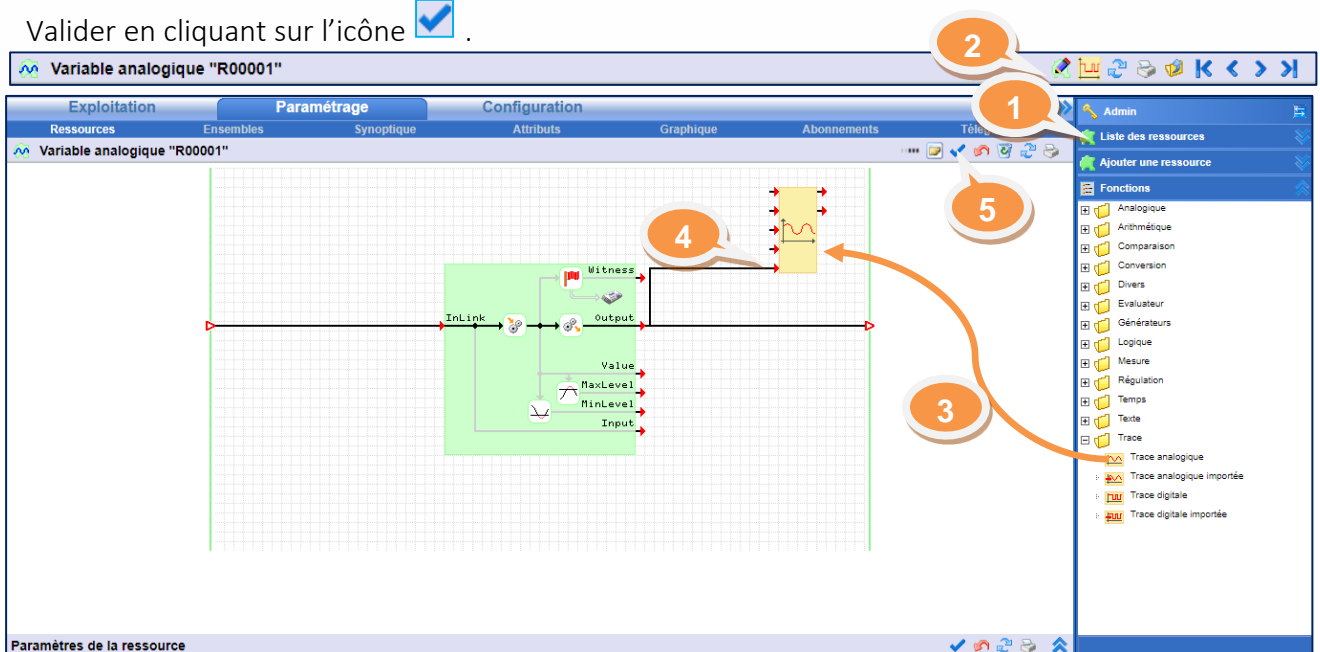 Valider en cliquant sur l'icône .
2
Variable analogique "R00001"
1
Exploitation Paramétrage Configuration
Admin
Ressources Ensembles Synoptique Attributs Graphique Abonnements
Liste des ressources
Variable analogique "R00001"
Ajouter une ressource
Fonctions
5
4
3
Witness
InLink
Output
Value
MaxLevel
MinLevel
Input
Analogique
Arithmétique
Comparaison
Conversion
Divers
Evaluateur
Générateurs
Logique
Mesure
Régulation
Temps
Texte
Trace
Trace analogique
Trace analogique importée
Trace digitale
Trace digitale importée
Paramètres de la ressource